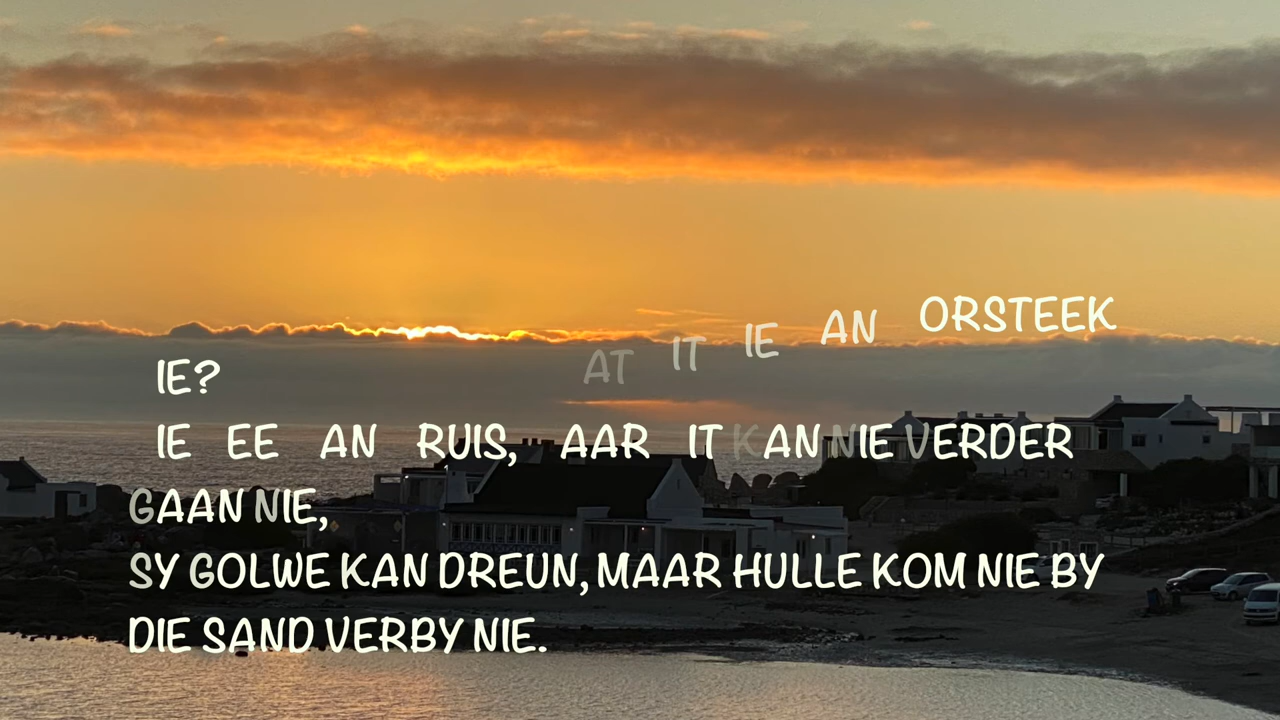 AT IT IE AN ORSTEEK
IE?
IE EE AN RUIS, AAR IT KAN NIE VERDER
GAAN NIE,
SY GOLWE KAN DREUN, MAAR HULLE KOM NIE BY
DIE SAND VERBY NIE.